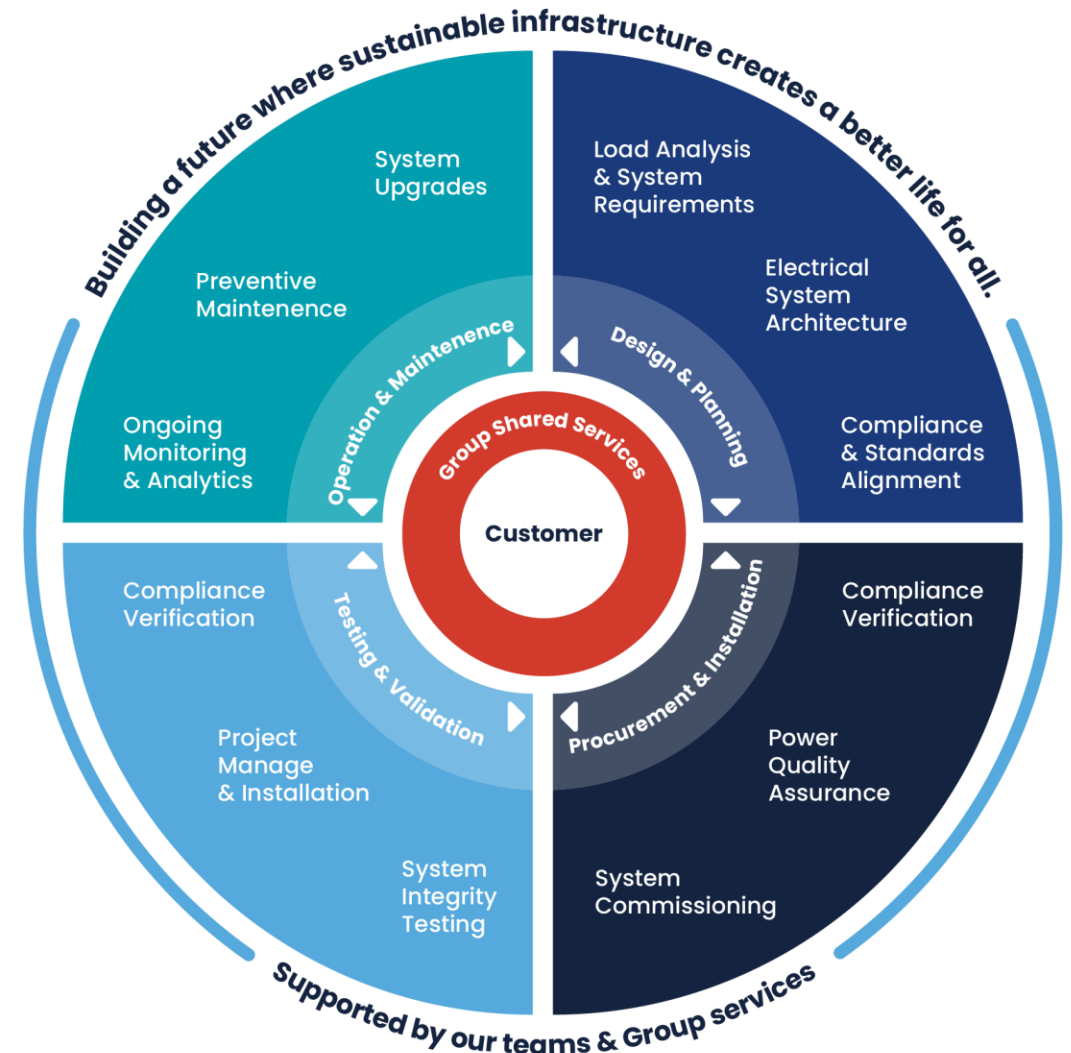 Building a future where sustainable infrastructure creates a better life for all.
System
Upgrades
Preventive
Maintenence
Ongoing
Monitoring
& Analytics
Operation & Maintenence
Load Analysis
& System
Requirements
Electrical
System
Architecture
Compliance
& Standards
Alignment
Design & Planning
Group Shared Services
Customer
Compliance
Verification
Project
Manage
& Installation
System
Integrity
Testing
Testing & Validation
Compliance
Verification
Power
Quality
Assurance
System
Commissioning
Procurement & Installation
Supported by our teams & Group services